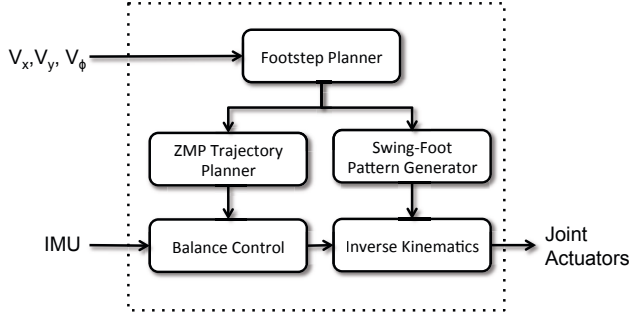 Vx,Vy, Vϕ
Footstep Planner
ZMP Trajectory
Planner
Swing-Foot
Pattern Generator
IMU
Balance Control
Inverse Kinematics
Joint
Actuators